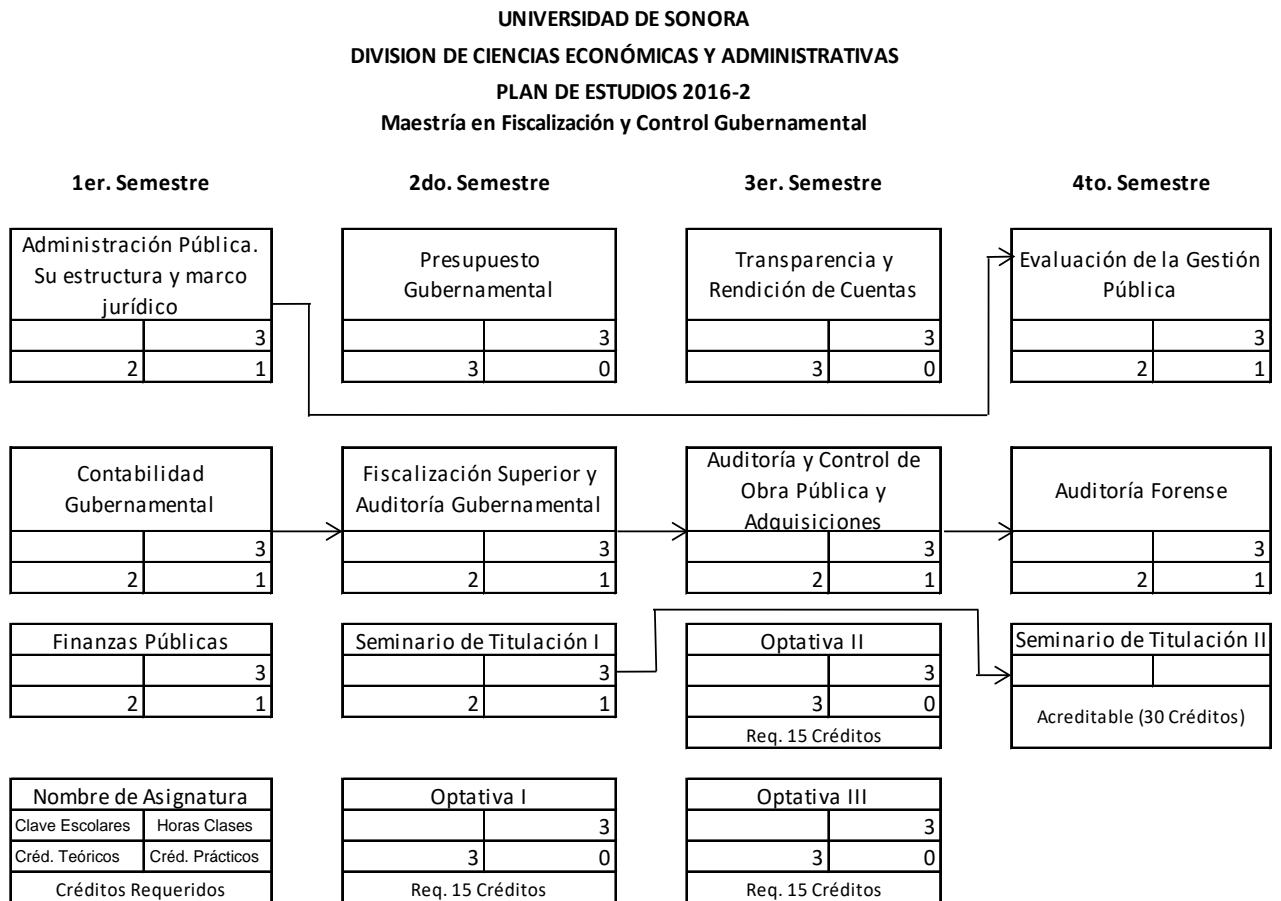 UNIVERSIDAD DE SONORA
DIVISION DE CIENCIAS ECONÓMICAS Y ADMINISTRATIVAS
PLAN DE ESTUDIOS 2016-2
Maestría en Fiscalización y Control Gubernamental
1er. Semestre
2do. Semestre
3er. Semestre
4to. Semestre
Administración Pública.
Su estructura y marco
jurídico
3
2 1
Presupuesto
Gubernamental
3
3 0
Transparencia y
Rendición de Cuentas
3
3 0
Evaluación de la Gestión
Pública
3
2 1
Contabilidad
Gubernamental
3
2 1
Fiscalización Superior y
Auditoría Gubernamental
3
2 1
Auditoría y Control de
Obra Pública y
Adquisiciones
3
2 1
Auditoría Forense
3
2 1
Finanzas Públicas
3
2 1
Seminario de Titulación I
3
2 1
Optativa II
3
3 0
Req. 15 Créditos
Seminario de Titulación II
Acreditable (30 Créditos)
Nombre de Asignatura
Clave Escolares Horas Clases
Créd. Teóricos Créd. Prácticos
Créditos Requeridos
Optativa I
3
3 0
Req. 15 Créditos
Optativa III
3
3 0
Req. 15 Créditos